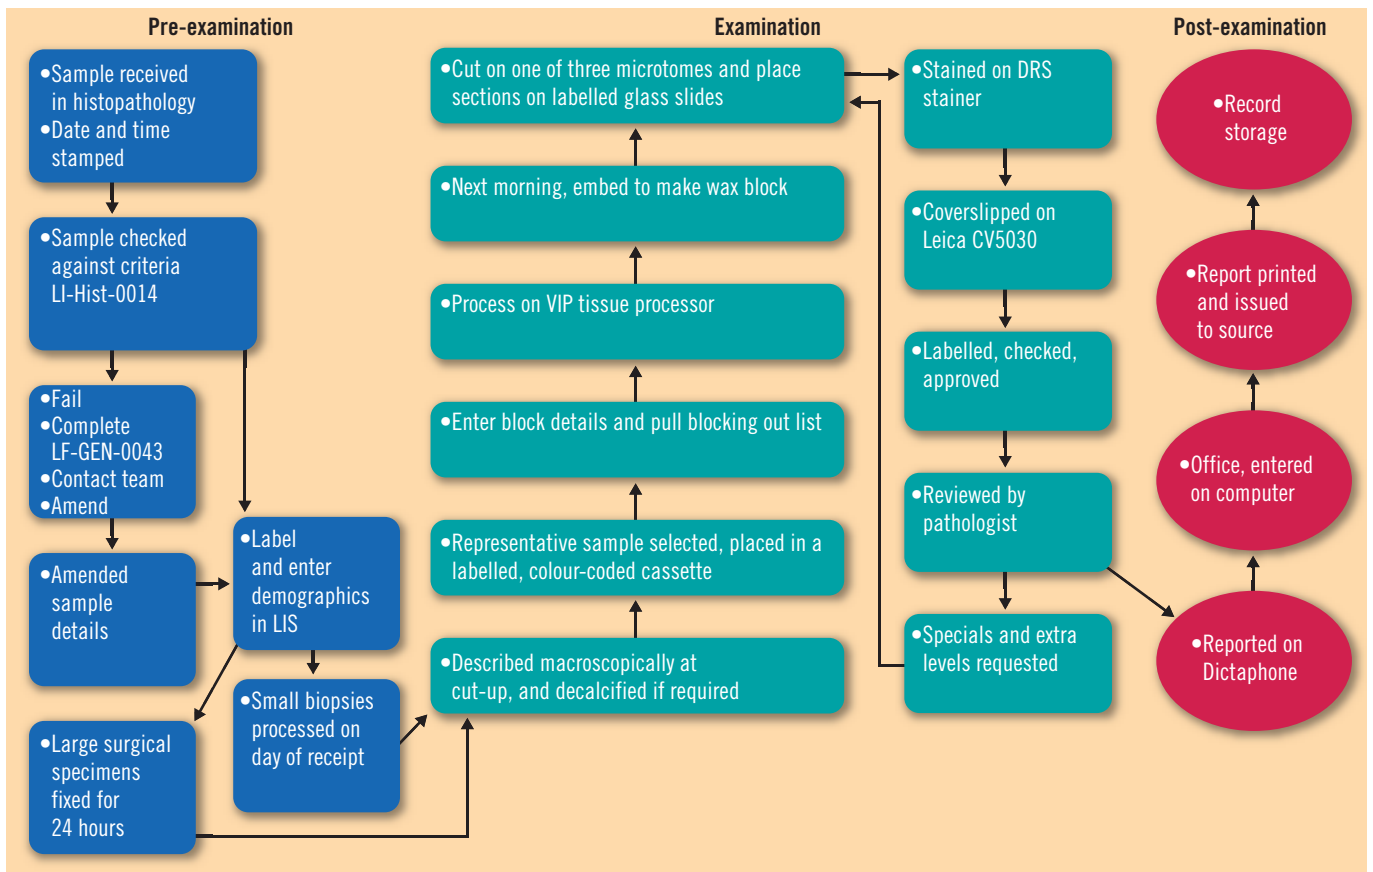 Pre-examination
•Sample received
in histopathology
•Date and time
stamped
•Sample checked
against criteria
LI-Hist-0014
•Fail
•Complete
LF-GEN-0043
•Contact team
•Amend
•Amended
sample
details
•Label
and enter
demographics
in LIS
•Large surgical
specimens
fixed for
24 hours
•Small biopsies
processed on
day of receipt
Examination
•Cut on one of three microtomes and place
sections on labelled glass slides
•Next morning, embed to make wax block
•Process on VIP tissue processor
•Enter block details and pull blocking out list
•Representative sample selected, placed in a
labelled, colour-coded cassette
•Described macroscopically at
cut-up, and decalcified if required
•Stained on DRS
stainer
•Coverslipped on
Leica CV5030
•Labelled, checked,
approved
•Reviewed by
pathologist
•Specials and extra
levels requested
Post-examination
•Record
storage
•Report printed
and issued
to source
•Office, entered
on computer
•Reported on
Dictaphone